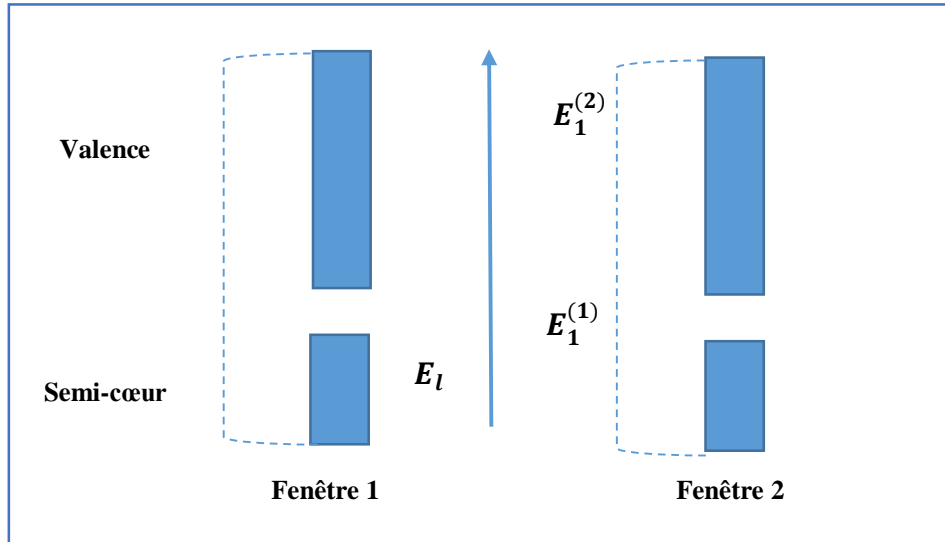 Valence
Semi-cœur
E_l
E_1^{(2)}
E_1^{(1)}
Fenêtre 1
Fenêtre 2